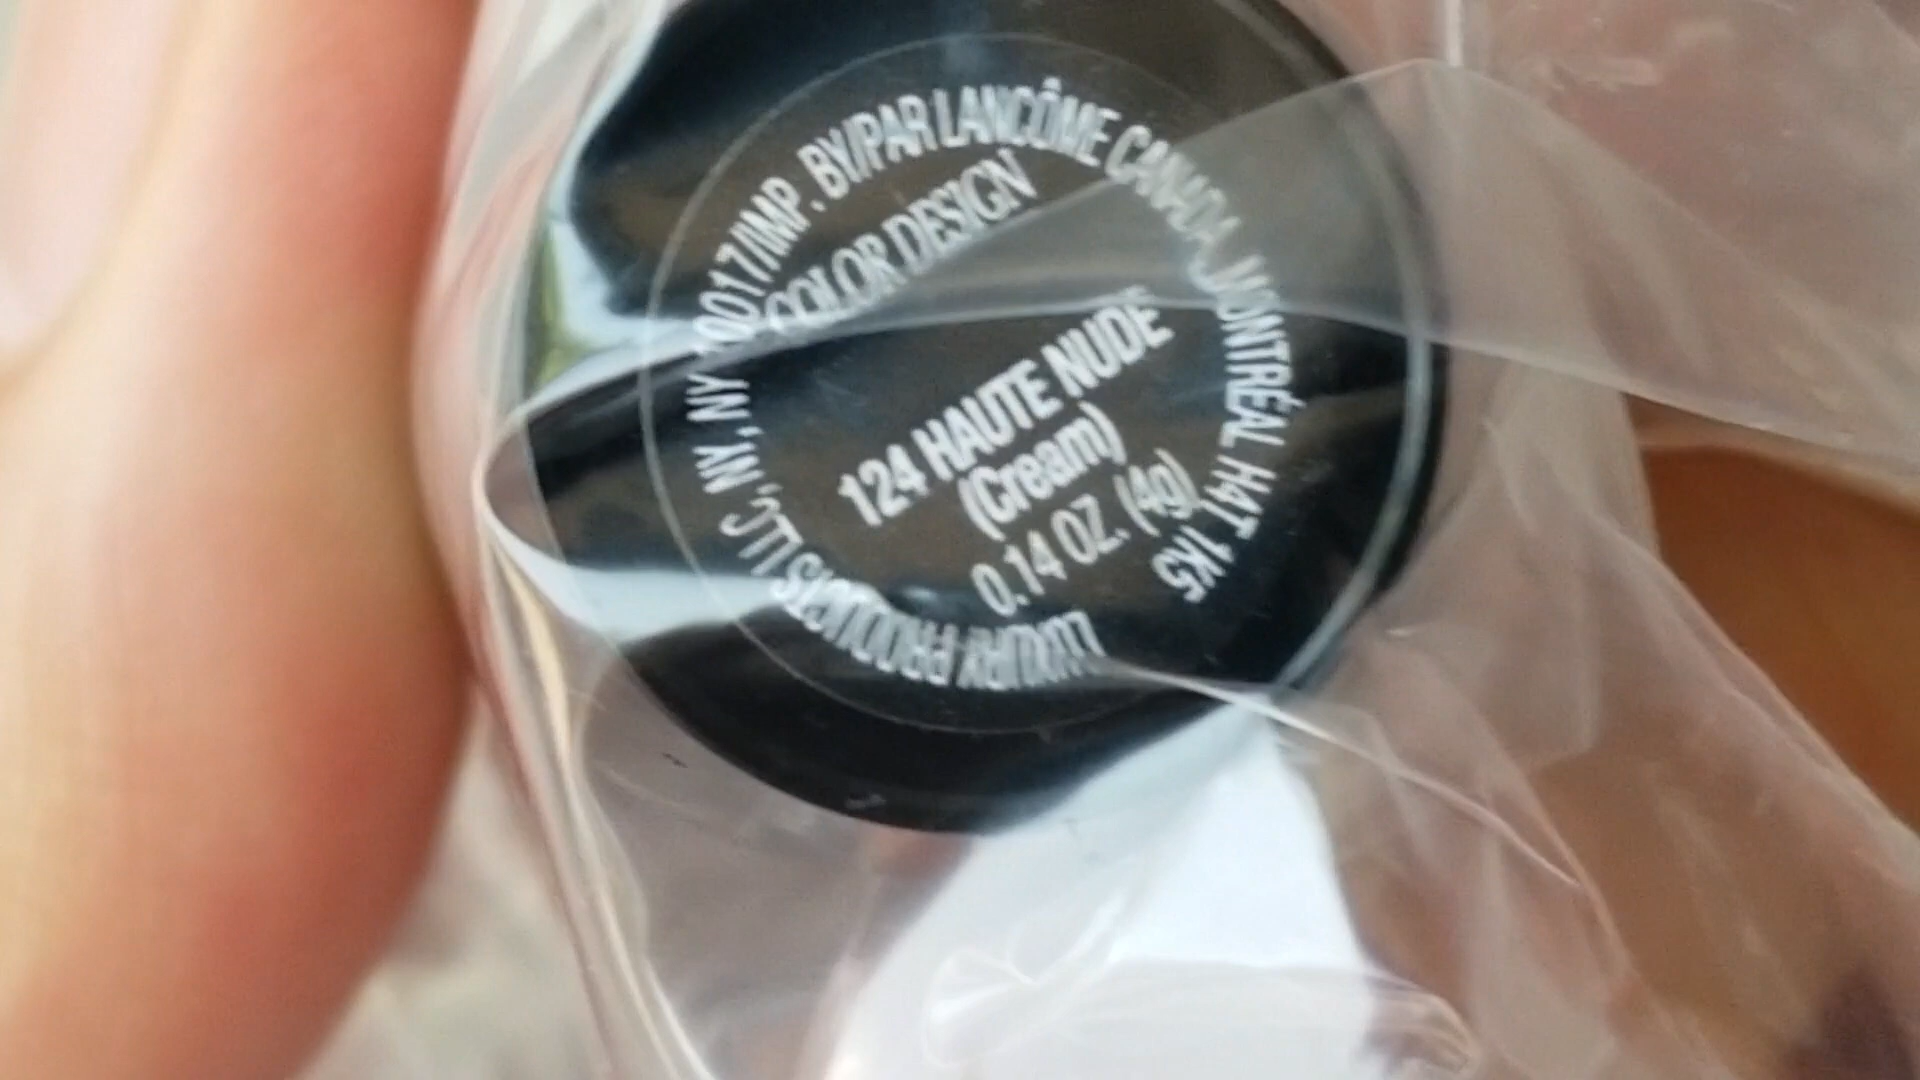 LUXURY PRODUCTS LLC, NY, NY 10017/IMP. BY/PAR LANCÔME CANADA, MONTRÉAL H4T 1K5
COLOR DESIGN
124 HAUTE NUDE
(Cream)
0.14 OZ. (4g)